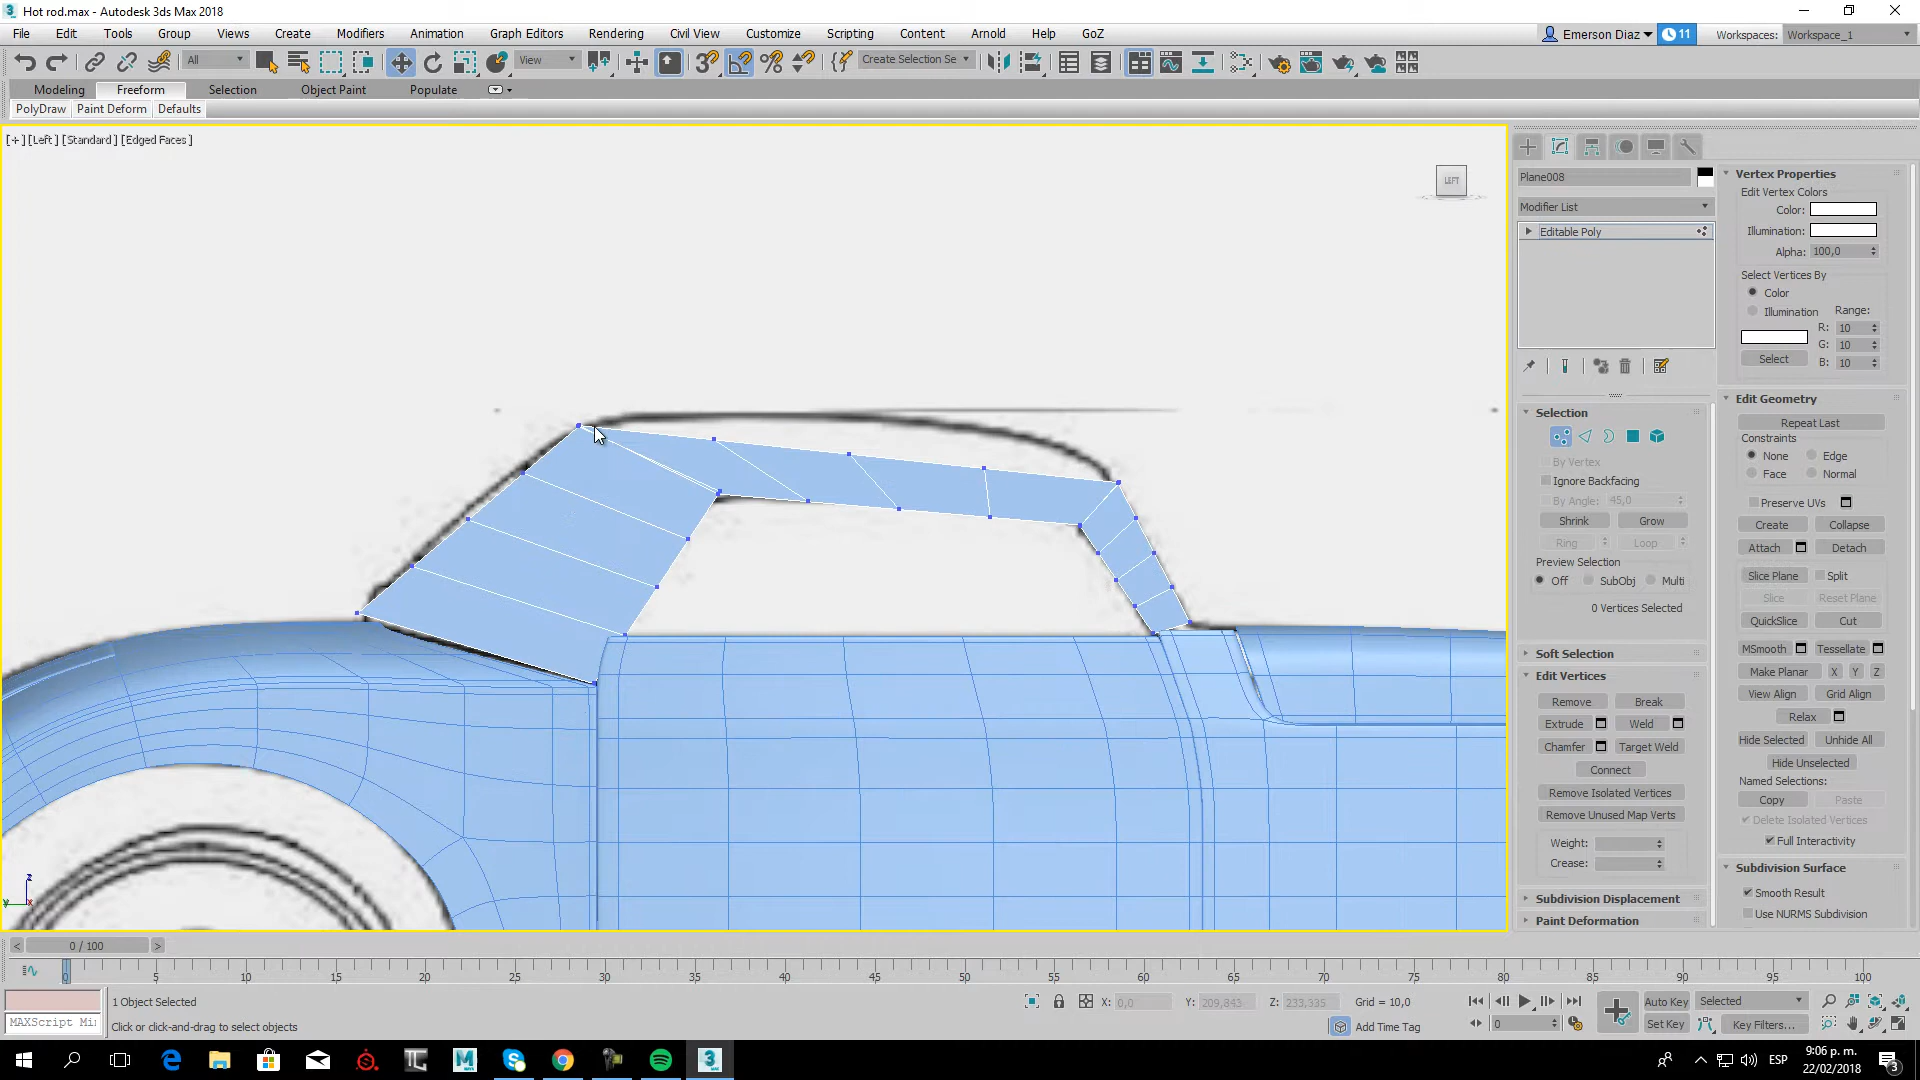 Hot rod.max - Autodesk 3ds Max 2018
File Edit Tools Group Views Create Modifiers Animation Graph Editors Rendering Civil View Customize Scripting Content Arnold Help GoZ
Emerson Diaz 11 Workspaces: Workspace_1
All View Create Selection Se
Modeling Freeform Selection Object Paint Populate
PolyDraw Paint Deform Defaults
[+] [Left] [Standard] [Edged Faces]
LEFT
Plane008
Modifier List
Editable Poly
Selection
By Vertex
Ignore Backfacing
By Angle: 45,0
Shrink Grow
Ring Loop
Preview Selection
Off SubObj Multi
0 Vertices Selected
Soft Selection
Edit Vertices
Remove Break
Extrude Weld
Chamfer Target Weld
Connect
Remove Isolated Vertices
Remove Unused Map Verts
Weight:
Crease:
Subdivision Displacement
Paint Deformation
Vertex Properties
Edit Vertex Colors
Color:
Illumination:
Alpha: 100,0
Select Vertices By
Color
Illumination Range:
R: 10
G: 10
B: 10
Select
Edit Geometry
Repeat Last
Constraints
None Edge
Face Normal
Preserve UVs
Create Collapse
Attach Detach
Slice Plane Split
Slice Reset Plane
QuickSlice Cut
MSmooth Tessellate
Make Planar X Y Z
View Align Grid Align
Relax
Hide Selected Unhide All
Hide Unselected
Named Selections:
Copy Paste
Delete Isolated Vertices
Full Interactivity
Subdivision Surface
Smooth Result
Use NURMS Subdivision
z
y x
< 0 / 100 >
0 5 10 15 20 25 30 35 40 45 50 55 60 65 70 75 80 85 90 95 100
1 Object Selected X: 0,0 Y: 209,843 Z: 233,335 Grid = 10,0 Auto Key Selected
MAXScript Mi Click or click-and-drag to select objects Add Time Tag 0 Set Key Key Filters...
ESP
9:06 p. m.
22/02/2018
3